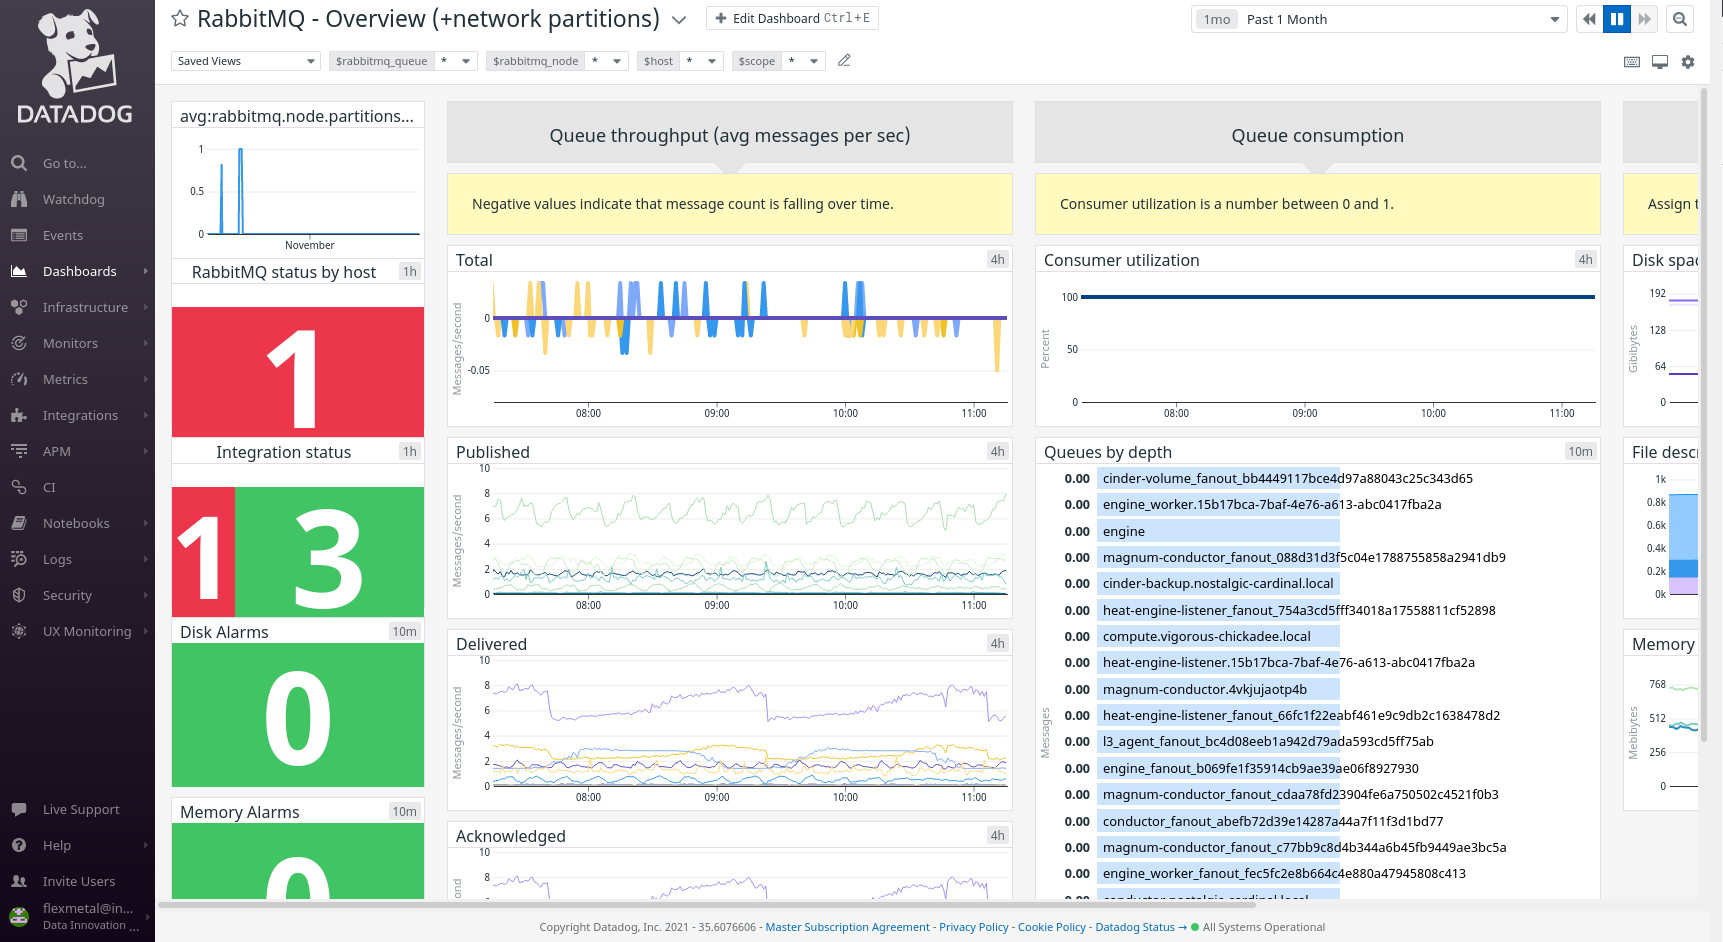 DATADOG
Go to...
Watchdog
Events
Dashboards
Infrastructure
Monitors
Metrics
Integrations
APM
CI
Notebooks
Logs
Security
UX Monitoring
Live Support
Help
Invite Users
flexmetal@in...
Data Innovation ...
RabbitMQ - Overview (+network partitions)
Edit Dashboard Ctrl+E
1mo Past 1 Month
Saved Views
$rabbitmq_queue *
$rabbitmq_node *
$host *
$scope *
avg:rabbitmq.node.partitions...
1
0.5
0
November
RabbitMQ status by host 1h
1
Integration status 1h
1 3
Disk Alarms 10m
0
Memory Alarms 10m
0
Queue throughput (avg messages per sec)
Negative values indicate that message count is falling over time.
Total 4h
Messages/second
0
-0.05
08:00 09:00 10:00 11:00
Published 4h
Messages/second
10
8
6
4
2
0
08:00 09:00 10:00 11:00
Delivered 4h
Messages/second
10
8
6
4
2
0
08:00 09:00 10:00 11:00
Acknowledged 4h
10
8
ond
Queue consumption
Consumer utilization is a number between 0 and 1.
Consumer utilization 4h
Percent
100
50
0
08:00 09:00 10:00 11:00
Queues by depth 10m
Messages
0.00 cinder-volume_fanout_bb4449117bce4d97a88043c25c343d65
0.00 engine_worker.15b17bca-7baf-4e76-a613-abc0417fba2a
0.00 engine
0.00 magnum-conductor_fanout_088d31d3f5c04e1788755858a2941db9
0.00 cinder-backup.nostalgic-cardinal.local
0.00 heat-engine-listener_fanout_754a3cd5fff34018a17558811cf52898
0.00 compute.vigorous-chickadee.local
0.00 heat-engine-listener.15b17bca-7baf-4e76-a613-abc0417fba2a
0.00 magnum-conductor.4vkjujaotp4b
0.00 heat-engine-listener_fanout_66fc1f22eabf461e9c9db2c1638478d2
0.00 l3_agent_fanout_bc4d08eeb1a942d79ada593cd5ff75ab
0.00 engine_fanout_b069fe1f35914cb9ae39ae06f8927930
0.00 magnum-conductor_fanout_cdaa78fd23904fe6a750502c4521f0b3
0.00 conductor_fanout_abefb72d39e14287a44a7f11f3d1bd77
0.00 magnum-conductor_fanout_c77bb9c8d4b344a6b45fb9449ae3bc5a
0.00 engine_worker_fanout_fec5fc2e8b664c4e880a47945808c413
0.00 conductor.nostalgic-cardinal.local
Assign t
Disk spac
Gibibytes
192
128
64
0
File desc
1k
0.8k
0.6k
0.4k
0.2k
0k
Memory
Mebibytes
768
512
256
0
Copyright Datadog, Inc. 2021 - 35.6076606 - Master Subscription Agreement - Privacy Policy - Cookie Policy - Datadog Status → All Systems Operational